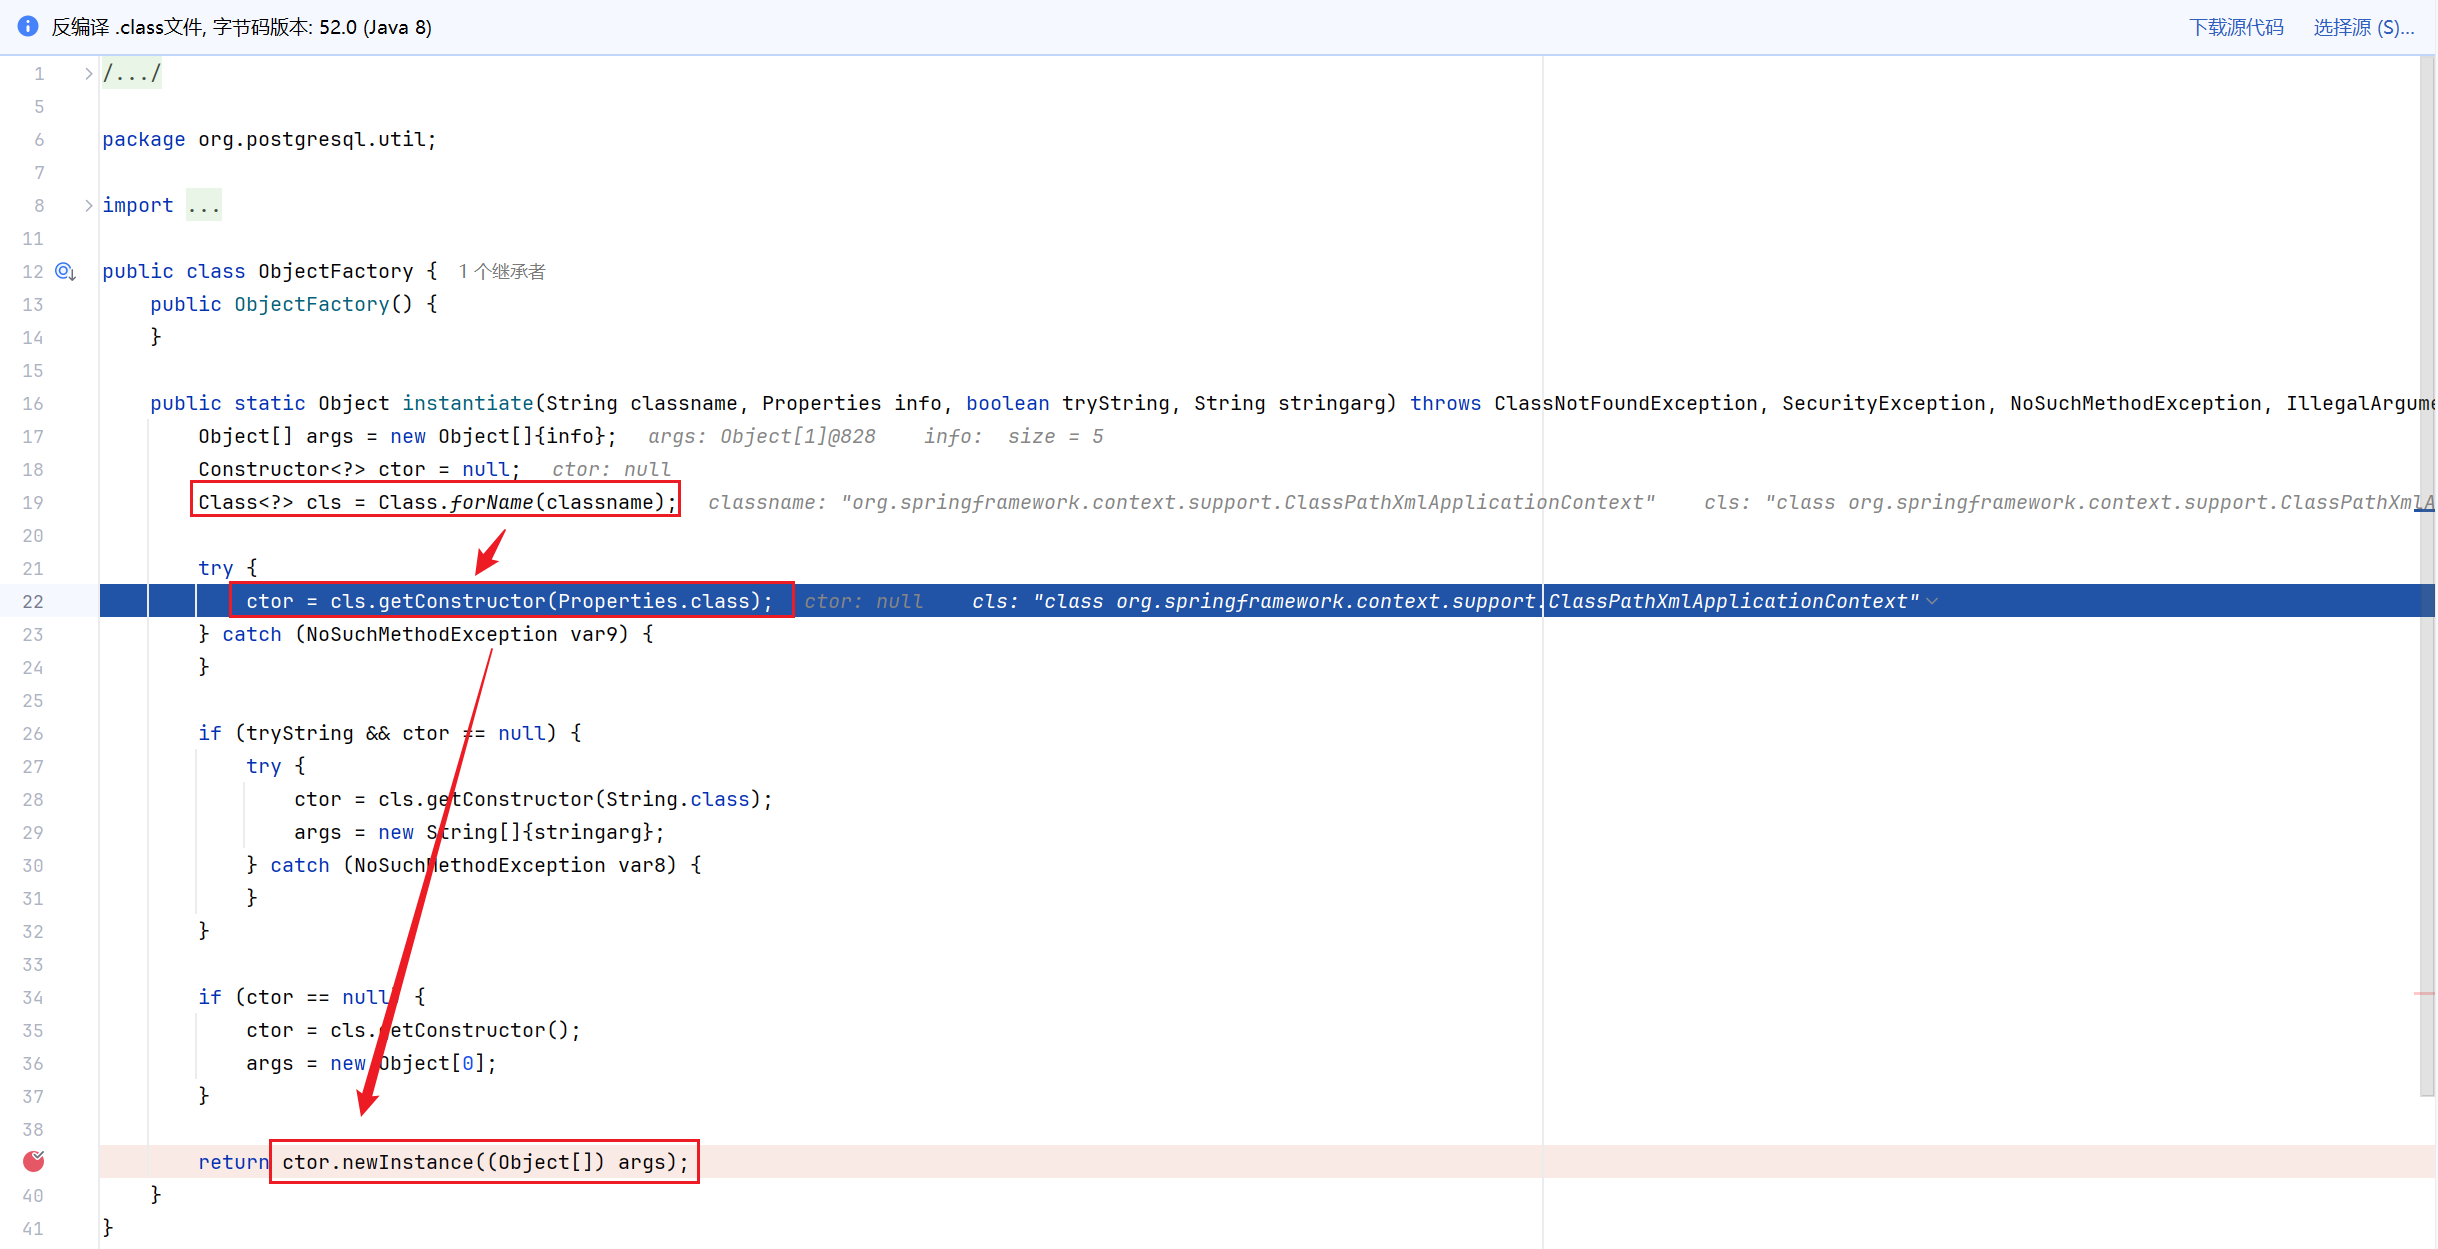 反编译 .class文件, 字节码版本: 52.0 (Java 8) 下载源代码 选择源 (S)...
1 /.../
5
6 package org.postgresql.util;
7
8 import ...
11
12 public class ObjectFactory { 1 个继承者
13 public ObjectFactory() {
14 }
15
16 public static Object instantiate(String classname, Properties info, boolean tryString, String stringarg) throws ClassNotFoundException, SecurityException, NoSuchMethodException, IllegalArgume
17 Object[] args = new Object[]{info}; args: Object[1]@828 info: size = 5
18 Constructor<?> ctor = null; ctor: null
19 Class<?> cls = Class.forName(classname); classname: "org.springframework.context.support.ClassPathXmlApplicationContext" cls: "class org.springframework.context.support.ClassPathXmlA
20
21 try {
22 ctor = cls.getConstructor(Properties.class); ctor: null cls: "class org.springframework.context.support.ClassPathXmlApplicationContext"
23 } catch (NoSuchMethodException var9) {
24 }
25
26 if (tryString && ctor == null) {
27 try {
28 ctor = cls.getConstructor(String.class);
29 args = new String[]{stringarg};
30 } catch (NoSuchMethodException var8) {
31 }
32 }
33
34 if (ctor == null) {
35 ctor = cls.getConstructor();
36 args = new Object[0];
37 }
38
return ctor.newInstance((Object[]) args);
40 }
41 }